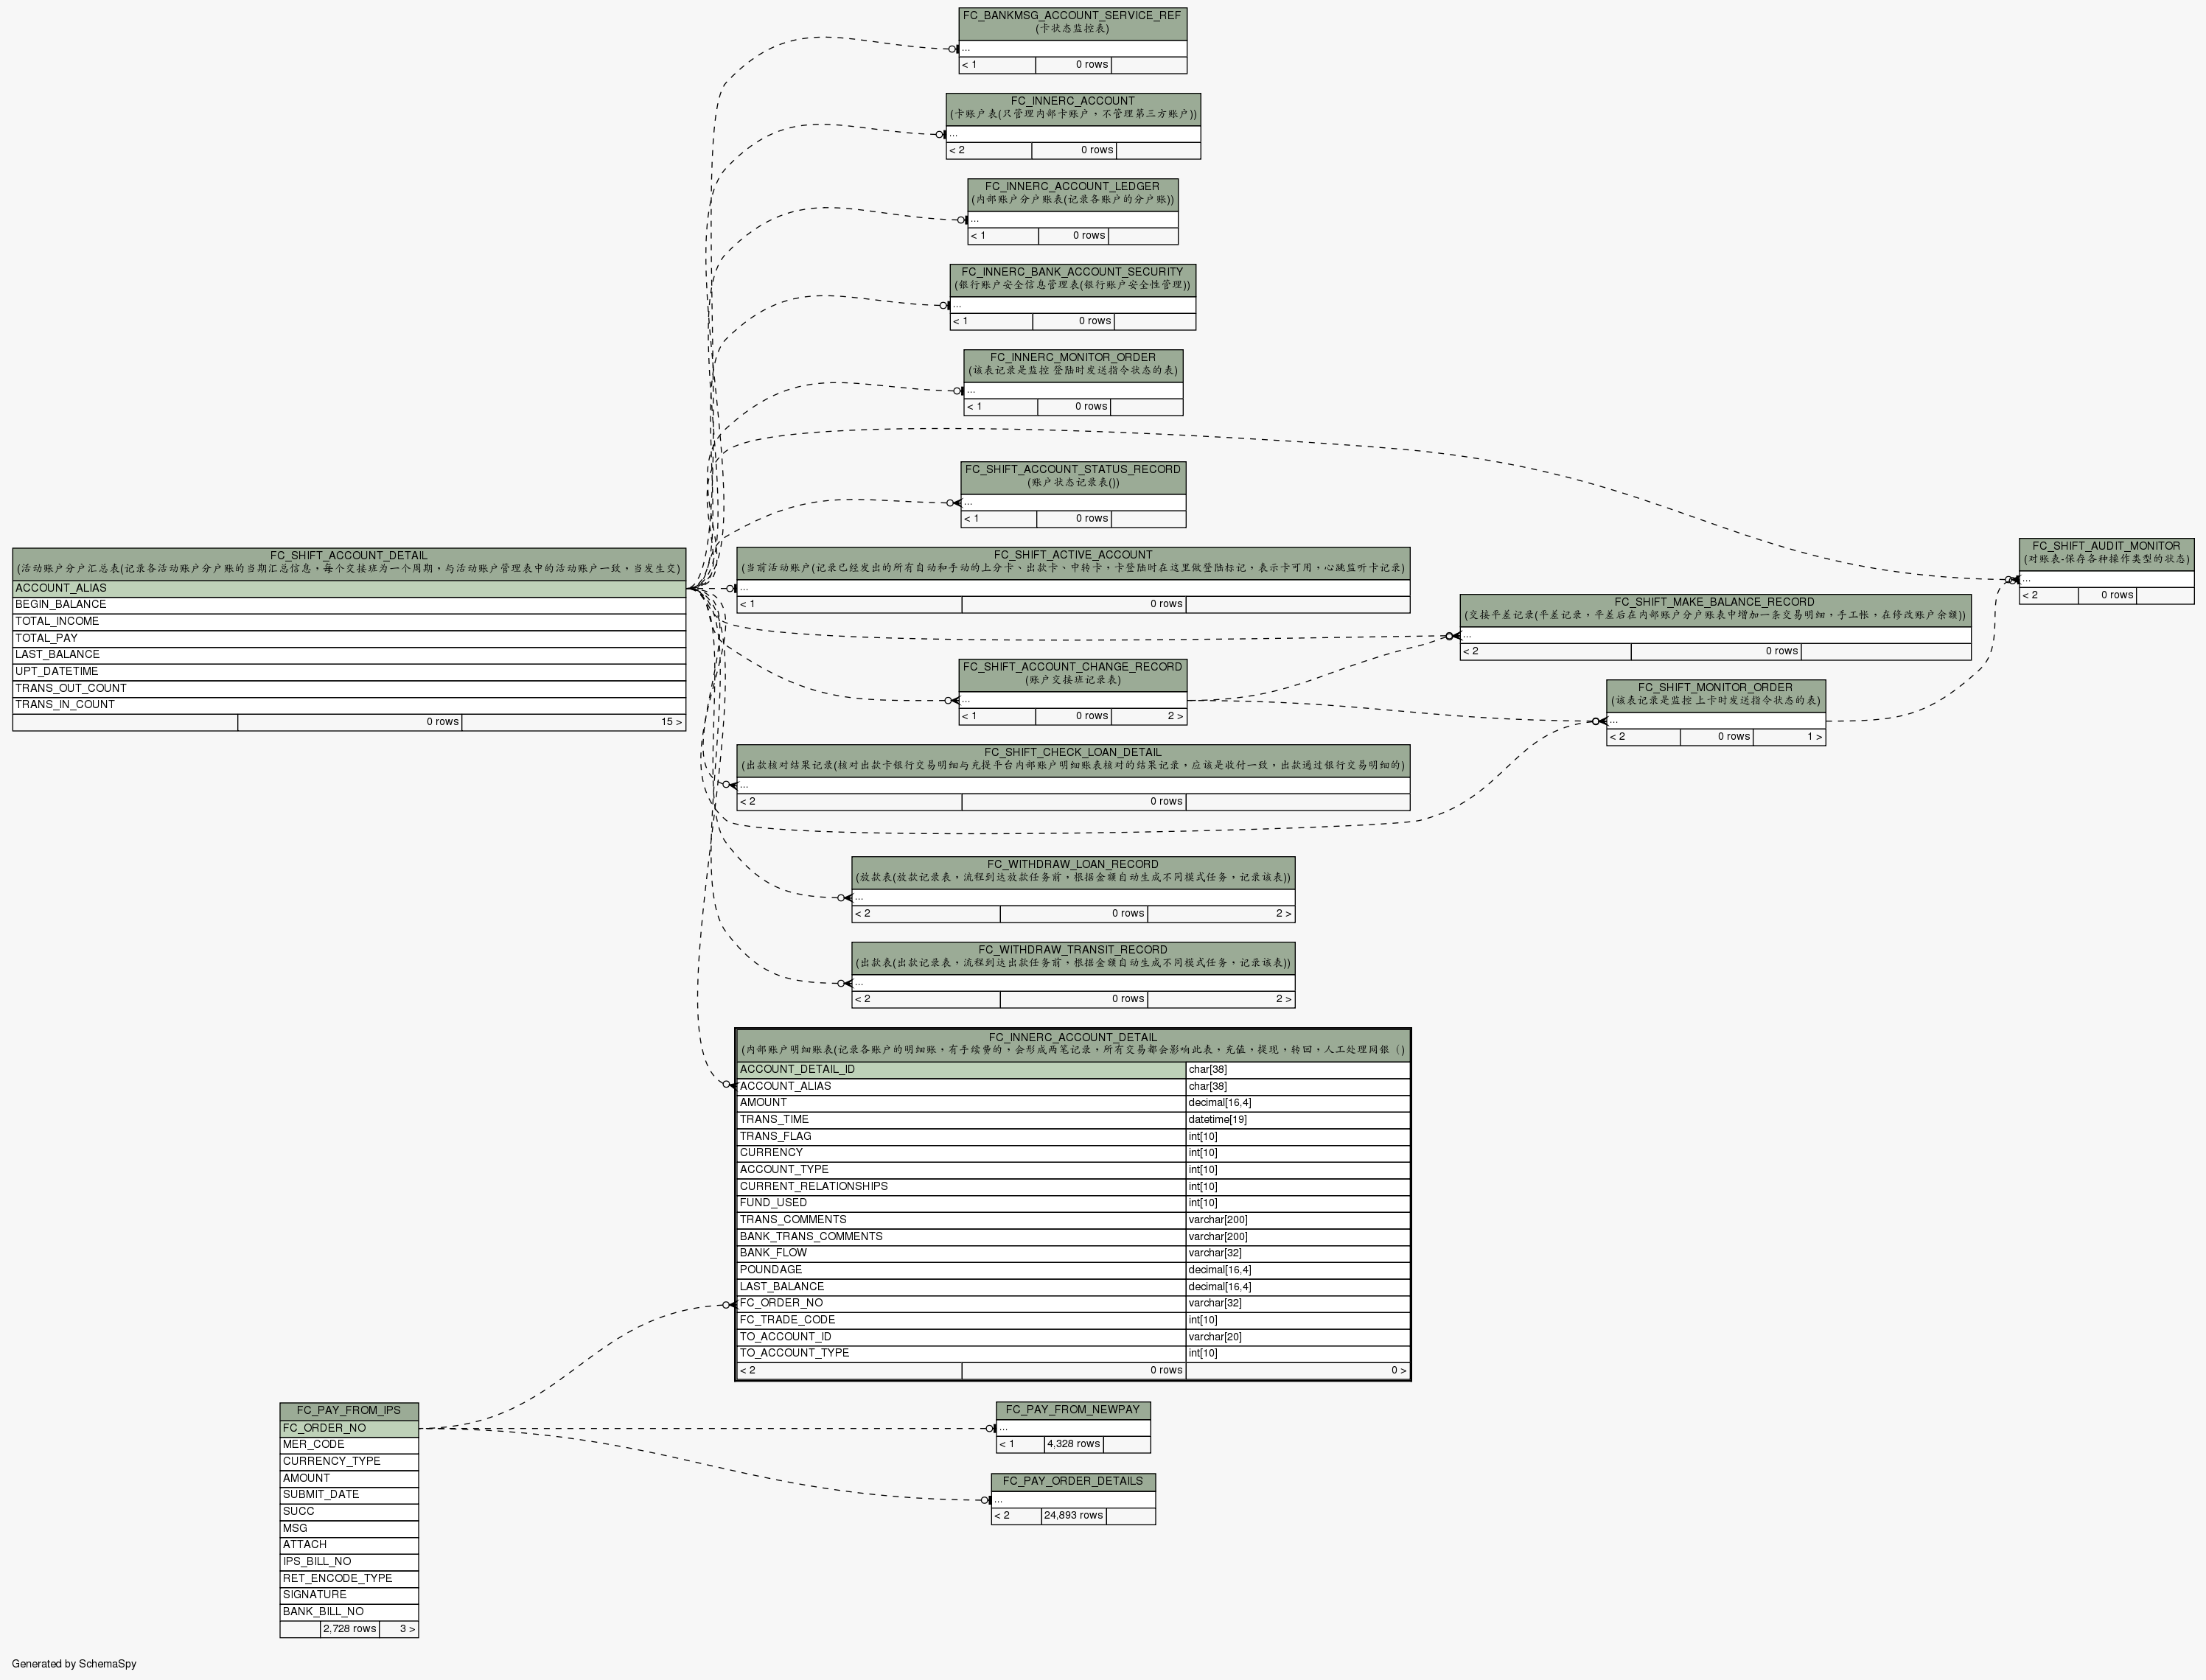 FC_BANKMSG_ACCOUNT_SERVICE_REF
(卡状态监控表)
...
< 1 0 rows
FC_INNERC_ACCOUNT
(卡账户表(只管理内部卡账户，不管理第三方账户))
...
< 2 0 rows
FC_INNERC_ACCOUNT_LEDGER
(内部账户分户账表(记录各账户的分户账))
...
< 1 0 rows
FC_INNERC_BANK_ACCOUNT_SECURITY
(银行账户安全信息管理表(银行账户安全性管理))
...
< 1 0 rows
FC_INNERC_MONITOR_ORDER
(该表记录是监控 登陆时发送指令状态的表)
...
< 1 0 rows
FC_SHIFT_ACCOUNT_STATUS_RECORD
(账户状态记录表())
...
< 1 0 rows
FC_SHIFT_ACCOUNT_DETAIL
(活动账户分户汇总表(记录各活动账户分户账的当期汇总信息，每个交接班为一个周期，与活动账户管理表中的活动账户一致，当发生交)
ACCOUNT_ALIAS
BEGIN_BALANCE
TOTAL_INCOME
TOTAL_PAY
LAST_BALANCE
UPT_DATETIME
TRANS_OUT_COUNT
TRANS_IN_COUNT
0 rows 15 >
FC_SHIFT_ACTIVE_ACCOUNT
(当前活动账户(记录已经发出的所有自动和手动的上分卡、出款卡、中转卡，卡登陆时在这里做登陆标记，表示卡可用，心跳监听卡记录)
...
< 1 0 rows
FC_SHIFT_AUDIT_MONITOR
(对账表-保存各种操作类型的状态)
...
< 2 0 rows
FC_SHIFT_MAKE_BALANCE_RECORD
(交接平差记录(平差记录，平差后在内部账户分户账表中增加一条交易明细，手工帐，在修改账户余额))
...
< 2 0 rows
FC_SHIFT_ACCOUNT_CHANGE_RECORD
(账户交接班记录表)
...
< 1 0 rows 2 >
FC_SHIFT_MONITOR_ORDER
(该表记录是监控 上卡时发送指令状态的表)
...
< 2 0 rows 1 >
FC_SHIFT_CHECK_LOAN_DETAIL
(出款核对结果记录(核对出款卡银行交易明细与充提平台内部账户明细账表核对的结果记录，应该是收付一致，出款通过银行交易明细的)
...
< 2 0 rows
FC_WITHDRAW_LOAN_RECORD
(放款表(放款记录表，流程到达放款任务前，根据金额自动生成不同模式任务，记录该表))
...
< 2 0 rows 2 >
FC_WITHDRAW_TRANSIT_RECORD
(出款表(出款记录表，流程到达出款任务前，根据金额自动生成不同模式任务，记录该表))
...
< 2 0 rows 2 >
FC_INNERC_ACCOUNT_DETAIL
(内部账户明细账表(记录各账户的明细账，有手续费的，会形成两笔记录，所有交易都会影响此表，充值，提现，转回，人工处理网银（)
ACCOUNT_DETAIL_ID char[38]
ACCOUNT_ALIAS char[38]
AMOUNT decimal[16,4]
TRANS_TIME datetime[19]
TRANS_FLAG int[10]
CURRENCY int[10]
ACCOUNT_TYPE int[10]
CURRENT_RELATIONSHIPS int[10]
FUND_USED int[10]
TRANS_COMMENTS varchar[200]
BANK_TRANS_COMMENTS varchar[200]
BANK_FLOW varchar[32]
POUNDAGE decimal[16,4]
LAST_BALANCE decimal[16,4]
FC_ORDER_NO varchar[32]
FC_TRADE_CODE int[10]
TO_ACCOUNT_ID varchar[20]
TO_ACCOUNT_TYPE int[10]
< 2 0 rows 0 >
FC_PAY_FROM_IPS
FC_ORDER_NO
MER_CODE
CURRENCY_TYPE
AMOUNT
SUBMIT_DATE
SUCC
MSG
ATTACH
IPS_BILL_NO
RET_ENCODE_TYPE
SIGNATURE
BANK_BILL_NO
2,728 rows 3 >
FC_PAY_FROM_NEWPAY
...
< 1 4,328 rows
FC_PAY_ORDER_DETAILS
...
< 2 24,893 rows
Generated by SchemaSpy